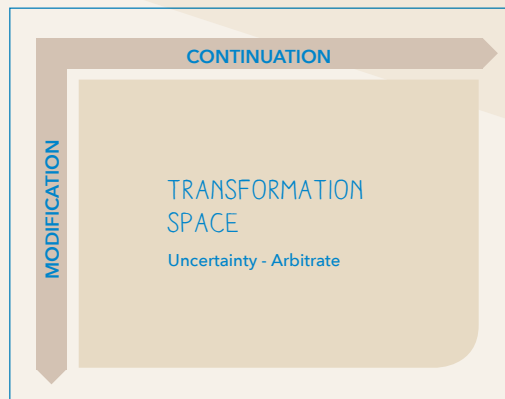 CONTINUATION
MODIFICATION
TRANSFORMATION
SPACE
Uncertainty - Arbitrate